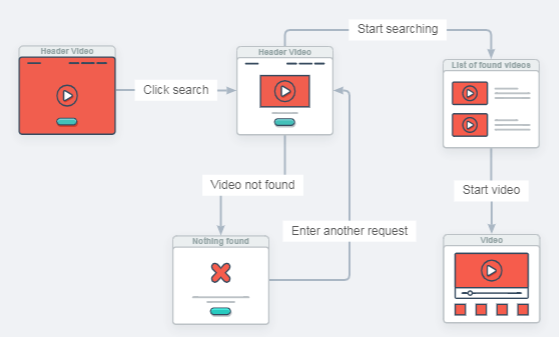 Header Video
Click search
Header Video
Start searching
List of found videos
Video not found
Nothing found
Enter another request
Start video
Video